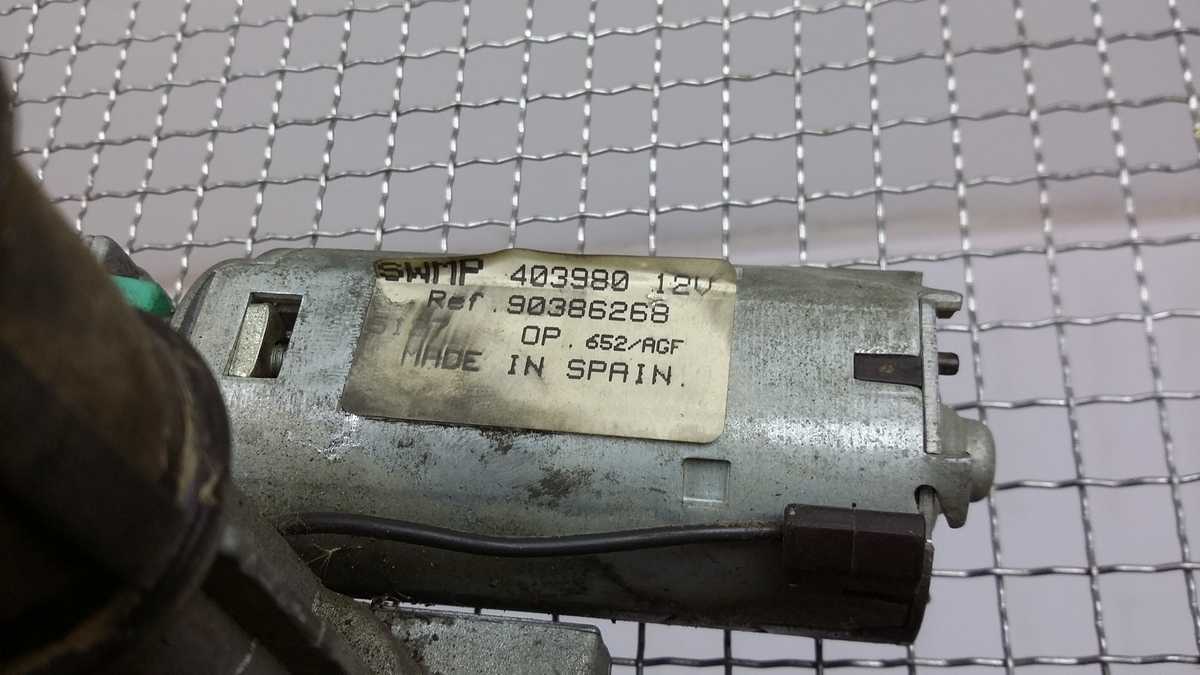 SWMP 403980 12V
Ref.90386268
OP. 652/AGF
MADE IN SPAIN.